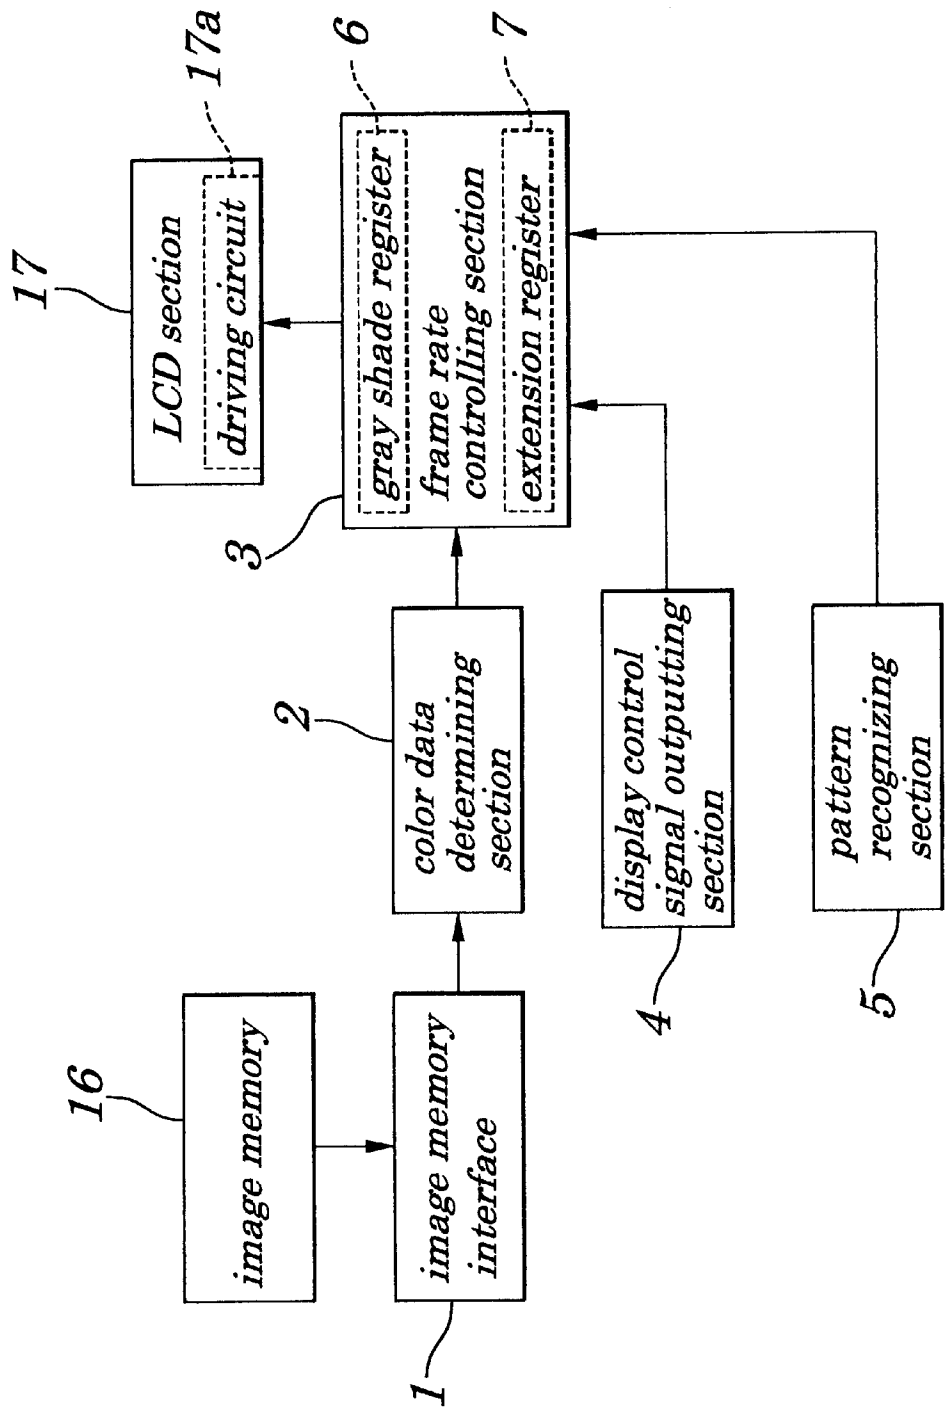 16
image memory
1
image memory
interface
2
color data
determining
section
3
gray shade register
6
frame rate
controlling section
extension register
7
17
LCD section
driving circuit
17a
4
display control
signal outputting
section
5
pattern
recognizing
section